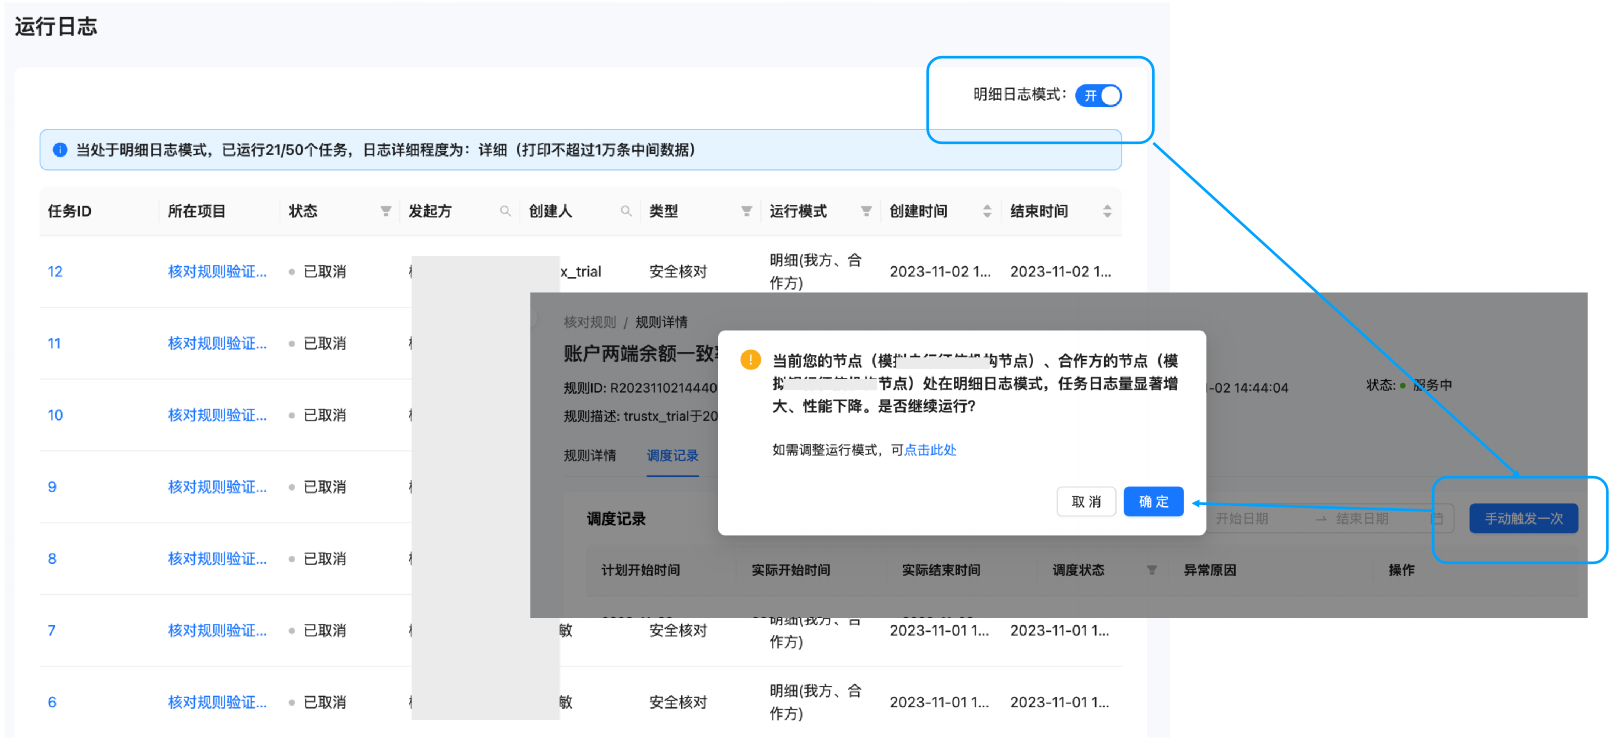 运行日志
明细日志模式： 开
当处于明细日志模式，已运行21/50个任务，日志详细程度为：详细（打印不超过1万条中间数据）
任务ID 所在项目 状态 发起方 创建人 类型 运行模式 创建时间 结束时间
12 核对规则验证... 已取消 x_trial 安全核对 明细(我方、合 2023-11-02 1... 2023-11-02 1...
作方)
11 核对规则验证... 已取消
10 核对规则验证... 已取消
9 核对规则验证... 已取消
8 核对规则验证... 已取消
7 核对规则验证... 已取消 敏 安全核对 明细(我方、合 2023-11-01 1... 2023-11-01 1...
作方)
6 核对规则验证... 已取消 敏 安全核对 明细(我方、合 2023-11-01 1... 2023-11-01 1...
作方)
核对规则 / 规则详情
账户两端余额一致
规则ID: R2023110214440 -02 14:44:04 状态: 服务中
规则描述: trustx_trial于20
规则详情 调度记录
当前您的节点（模拟 构节点）、合作方的节点（模
拟 节点）处在明细日志模式，任务日志量显著增
大、性能下降。是否继续运行?
如需调整运行模式，可点击此处
取 消 确 定
调度记录 开始日期 → 结束日期 手动触发一次
计划开始时间 实际开始时间 实际结束时间 调度状态 异常原因 操作